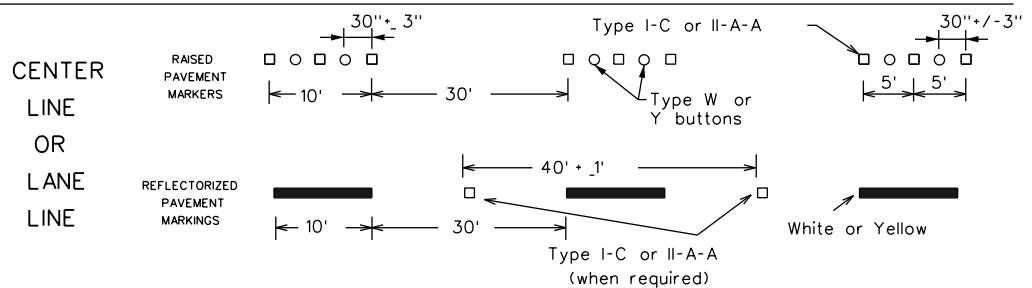 CENTER
LINE
OR
LANE
LINE
RAISED
PAVEMENT
MARKERS
30"+_ 3"
10'
30'
Type I-C or II-A-A
Type W or
Y buttons
30"+/-3"
5'
5'
REFLECTORIZED
PAVEMENT
MARKINGS
10'
30'
40' + _1'
Type I-C or II-A-A
(when required)
White or Yellow